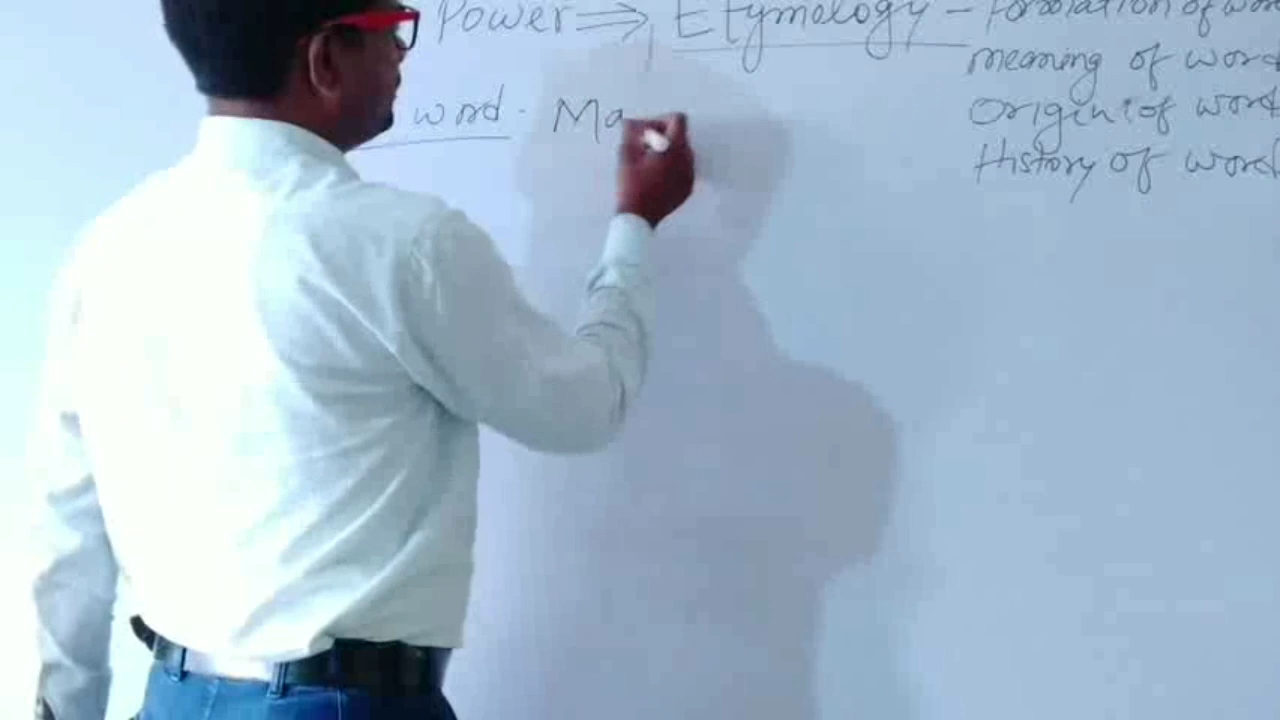 Power ⇒ Etymology - Formation of word
meaning of word
Origin of word
History of word
word - Ma